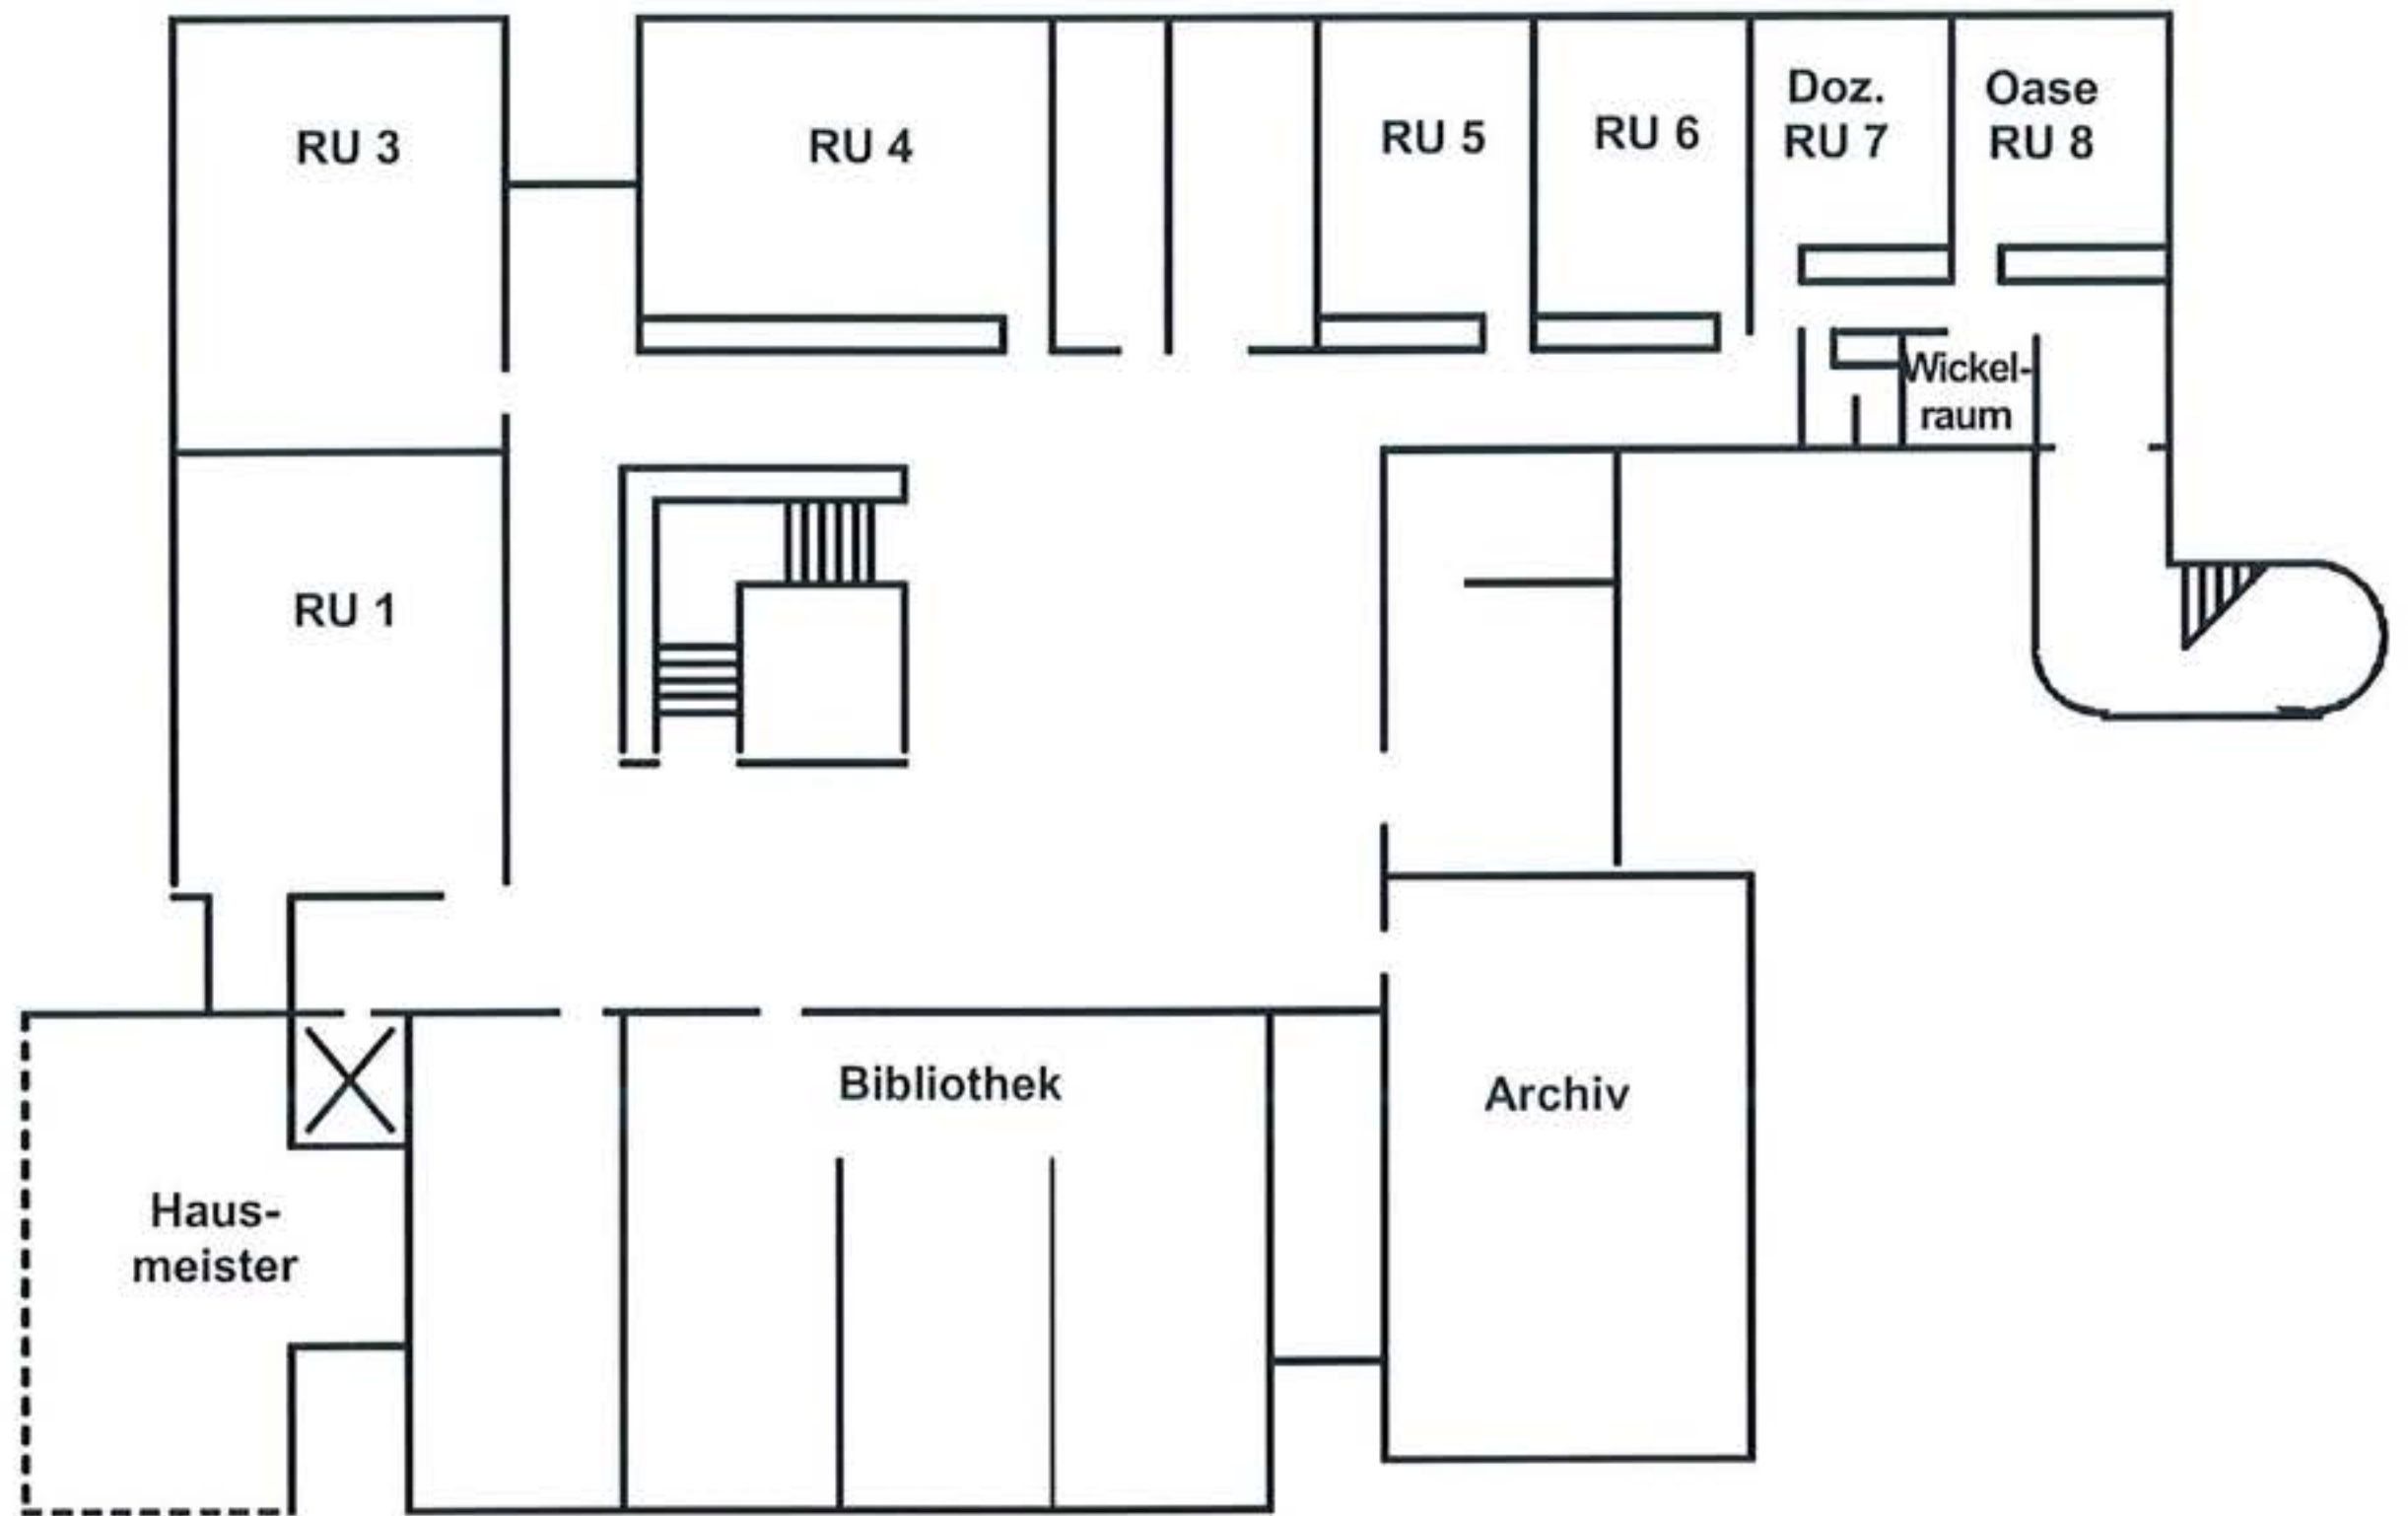 RU 3
RU 4
RU 5
RU 6
Doz.
RU 7
Oase
RU 8
Wickel-
raum
RU 1
Bibliothek
Archiv
Haus-
meister